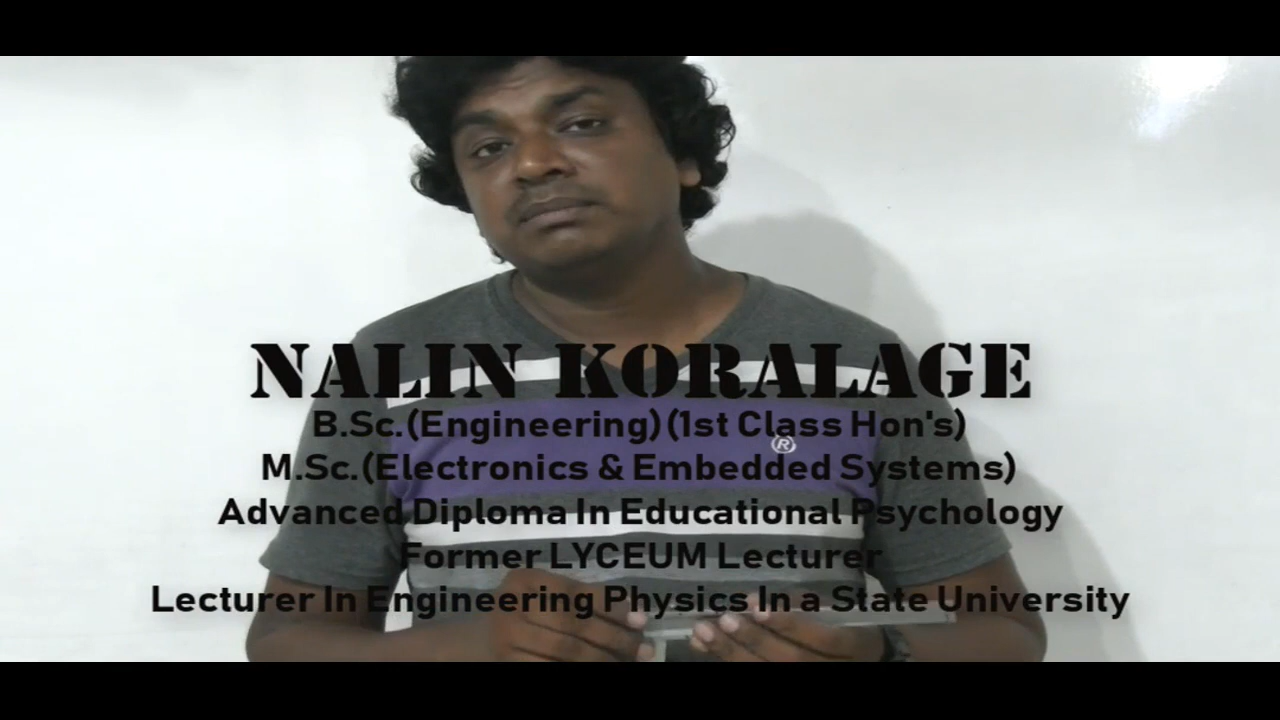 NALIN KORALAGE
B.Sc.(Engineering)(1st Class Hon's)
®
M.Sc.(Electronics & Embedded Systems)
Advanced Diploma In Educational Psychology
Former LYCEUM Lecturer
Lecturer In Engineering Physics In a State University